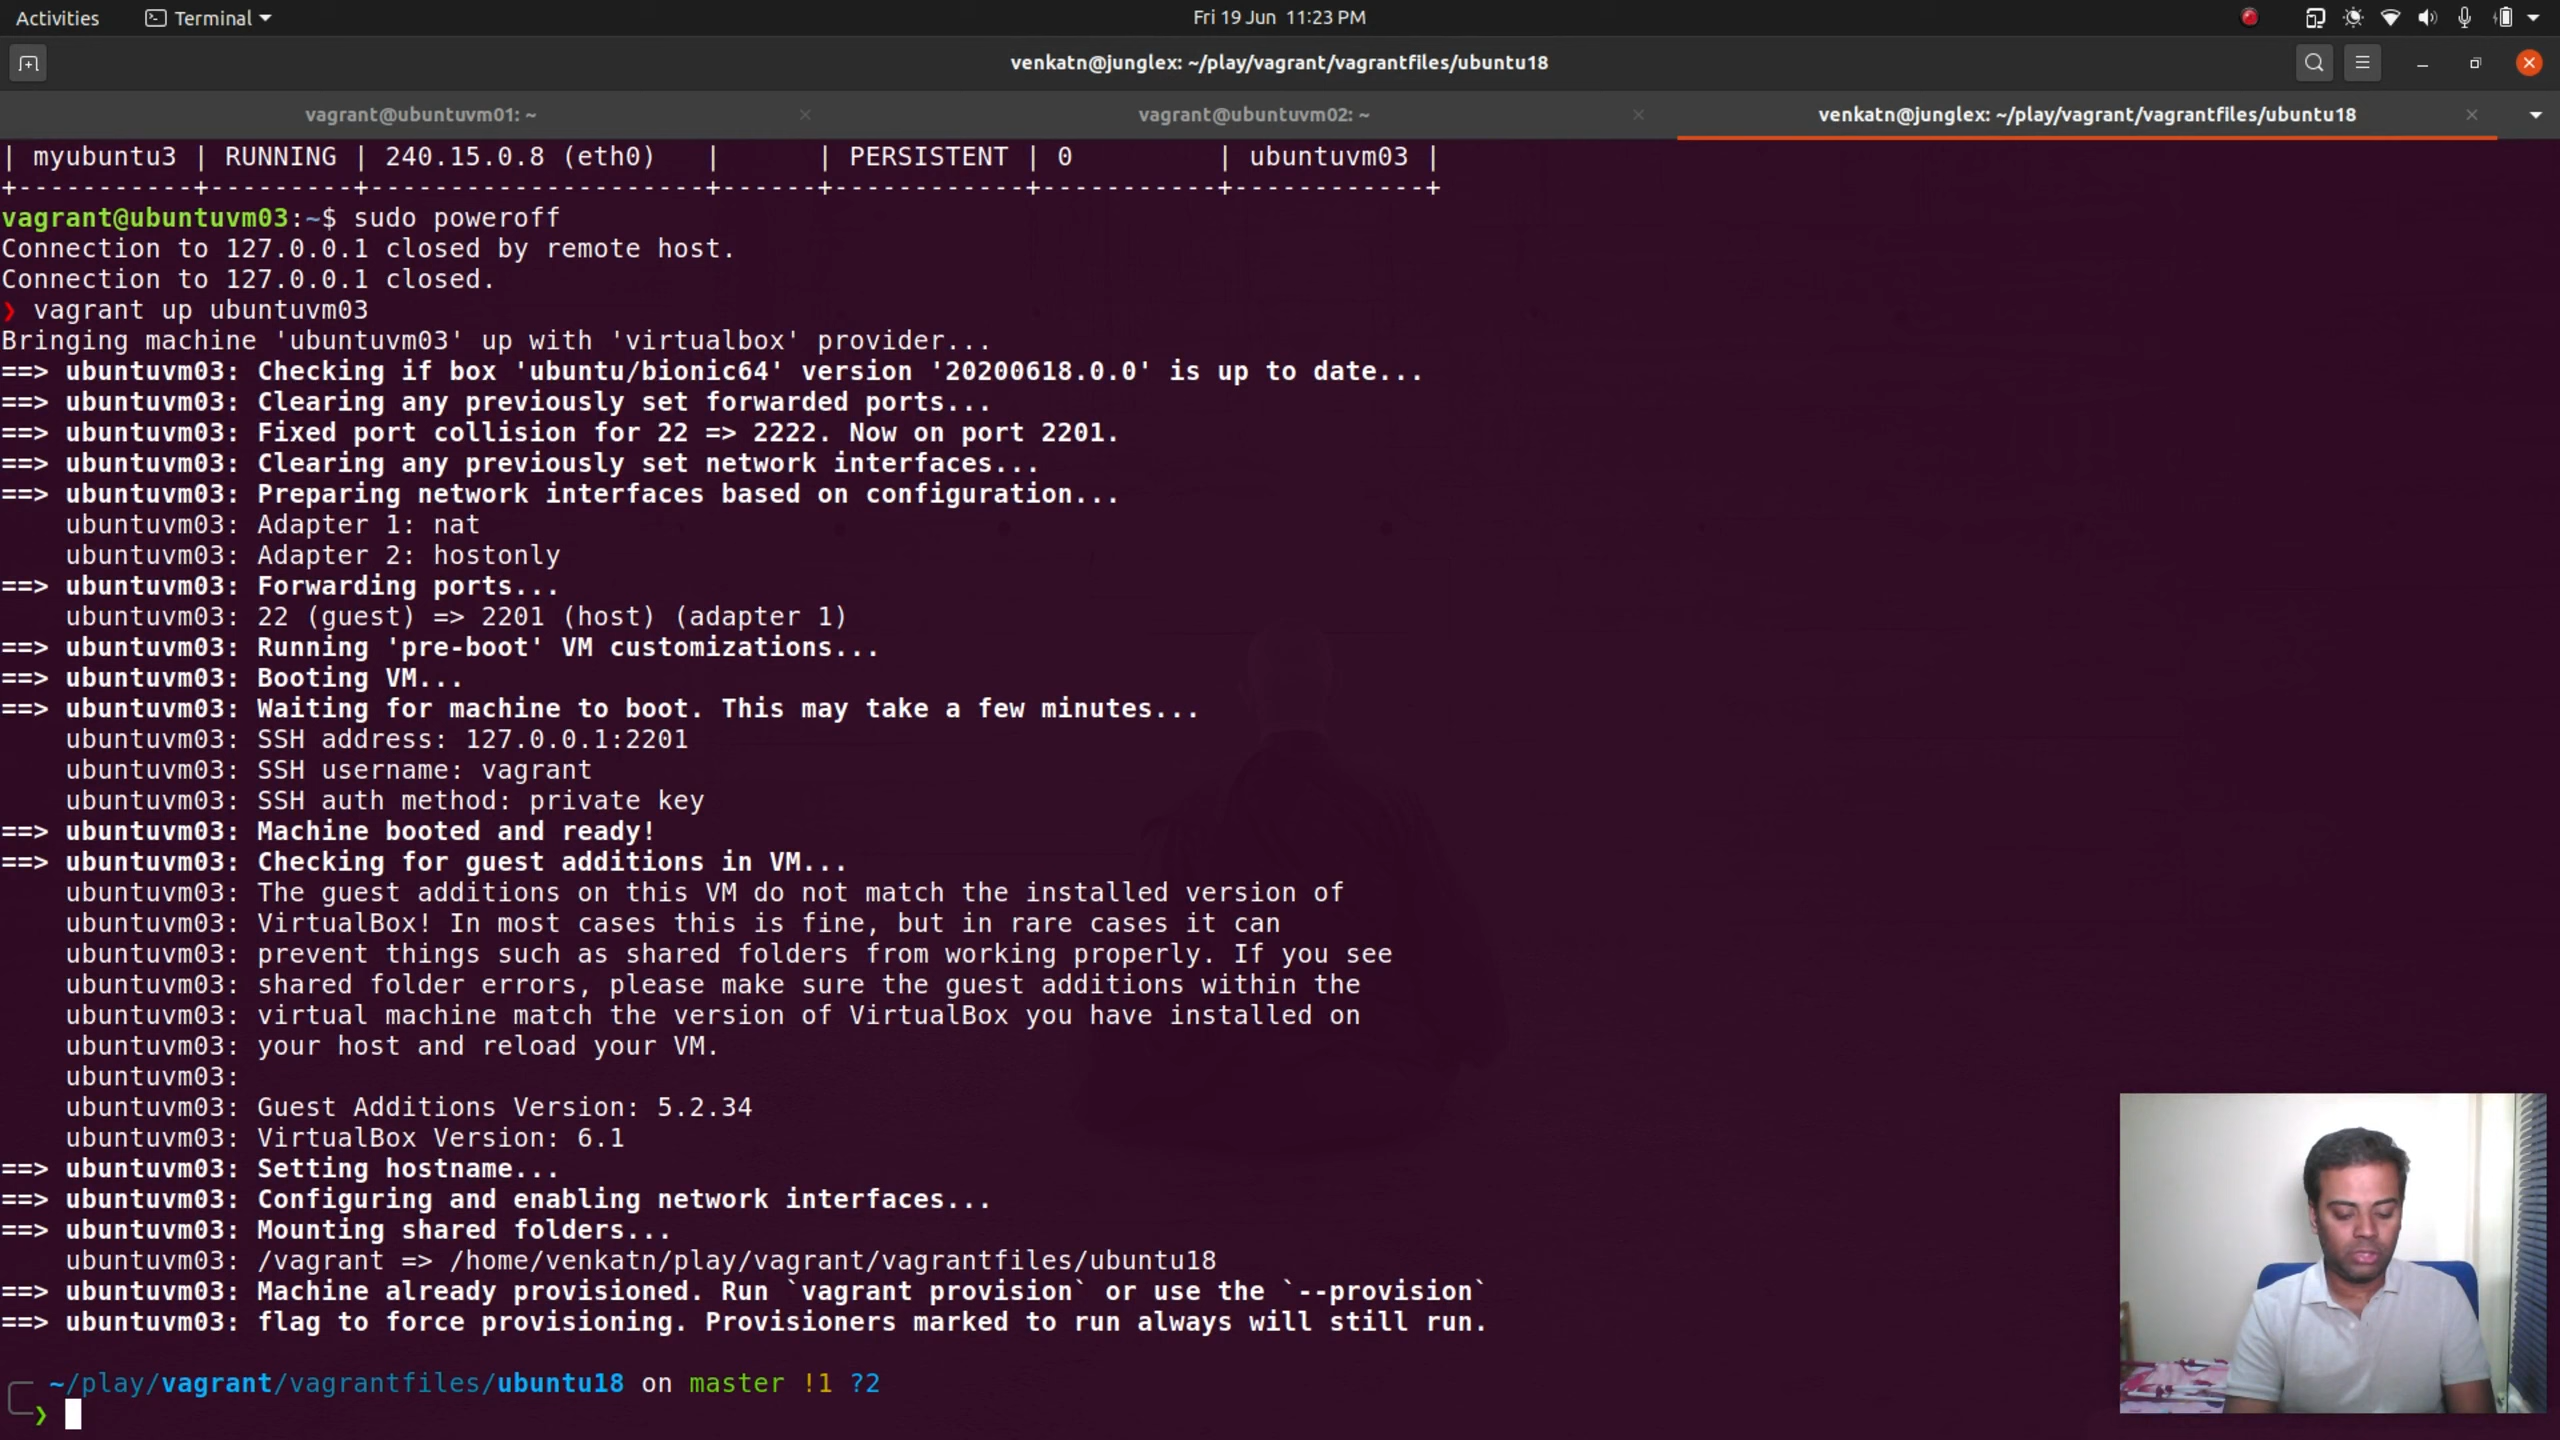 Activities Terminal Fri 19 Jun 11:23 PM
venkatn@junglex: ~/play/vagrant/vagrantfiles/ubuntu18
vagrant@ubuntuvm01: ~ vagrant@ubuntuvm02: ~ venkatn@junglex: ~/play/vagrant/vagrantfiles/ubuntu18
| myubuntu3 | RUNNING | 240.15.0.8 (eth0) | | PERSISTENT | 0 | ubuntuvm03 |
+-----------+---------+---------------------+------+------------+-----------+------------+
vagrant@ubuntuvm03:~$ sudo poweroff
Connection to 127.0.0.1 closed by remote host.
Connection to 127.0.0.1 closed.
❯ vagrant up ubuntuvm03
Bringing machine 'ubuntuvm03' up with 'virtualbox' provider...
==> ubuntuvm03: Checking if box 'ubuntu/bionic64' version '20200618.0.0' is up to date...
==> ubuntuvm03: Clearing any previously set forwarded ports...
==> ubuntuvm03: Fixed port collision for 22 => 2222. Now on port 2201.
==> ubuntuvm03: Clearing any previously set network interfaces...
==> ubuntuvm03: Preparing network interfaces based on configuration...
ubuntuvm03: Adapter 1: nat
ubuntuvm03: Adapter 2: hostonly
==> ubuntuvm03: Forwarding ports...
ubuntuvm03: 22 (guest) => 2201 (host) (adapter 1)
==> ubuntuvm03: Running 'pre-boot' VM customizations...
==> ubuntuvm03: Booting VM...
==> ubuntuvm03: Waiting for machine to boot. This may take a few minutes...
ubuntuvm03: SSH address: 127.0.0.1:2201
ubuntuvm03: SSH username: vagrant
ubuntuvm03: SSH auth method: private key
==> ubuntuvm03: Machine booted and ready!
==> ubuntuvm03: Checking for guest additions in VM...
ubuntuvm03: The guest additions on this VM do not match the installed version of
ubuntuvm03: VirtualBox! In most cases this is fine, but in rare cases it can
ubuntuvm03: prevent things such as shared folders from working properly. If you see
ubuntuvm03: shared folder errors, please make sure the guest additions within the
ubuntuvm03: virtual machine match the version of VirtualBox you have installed on
ubuntuvm03: your host and reload your VM.
ubuntuvm03:
ubuntuvm03: Guest Additions Version: 5.2.34
ubuntuvm03: VirtualBox Version: 6.1
==> ubuntuvm03: Setting hostname...
==> ubuntuvm03: Configuring and enabling network interfaces...
==> ubuntuvm03: Mounting shared folders...
ubuntuvm03: /vagrant => /home/venkatn/play/vagrant/vagrantfiles/ubuntu18
==> ubuntuvm03: Machine already provisioned. Run `vagrant provision` or use the `--provision`
==> ubuntuvm03: flag to force provisioning. Provisioners marked to run always will still run.
~/play/vagrant/vagrantfiles/ubuntu18 on master !1 ?2
❯